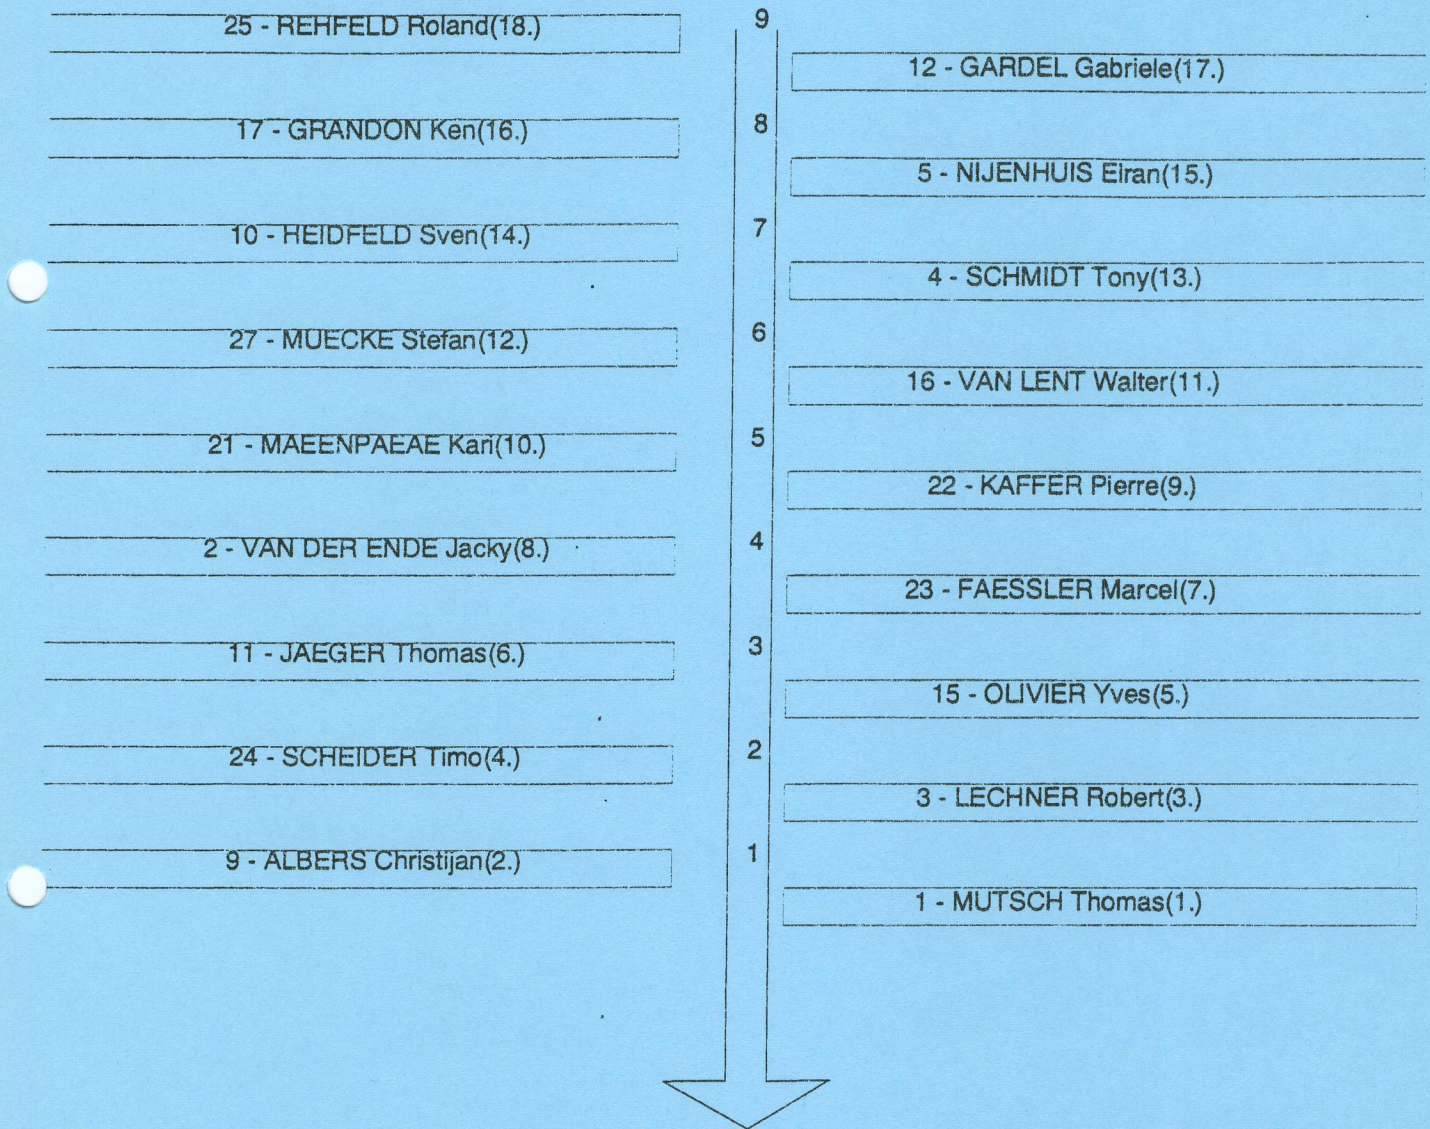 9
25 - REHFELD Roland(18.)
12 - GARDEL Gabriele(17.)
8
17 - GRANDON Ken(16.)
5 - NIJENHUIS Elran(15.)
7
10 - HEIDFELD Sven(14.)
4 - SCHMIDT Tony(13.)
6
27 - MUECKE Stefan(12.)
16 - VAN LENT Walter(11.)
5
21 - MAEENPAEAE Kari(10.)
22 - KAFFER Pierre(9.)
4
2 - VAN DER ENDE Jacky(8.)
23 - FAESSLER Marcel(7.)
3
11 - JAEGER Thomas(6.)
15 - OLIVIER Yves(5.)
2
24 - SCHEIDER Timo(4.)
3 - LECHNER Robert(3.)
1
9 - ALBERS Christijan(2.)
1 - MUTSCH Thomas(1.)